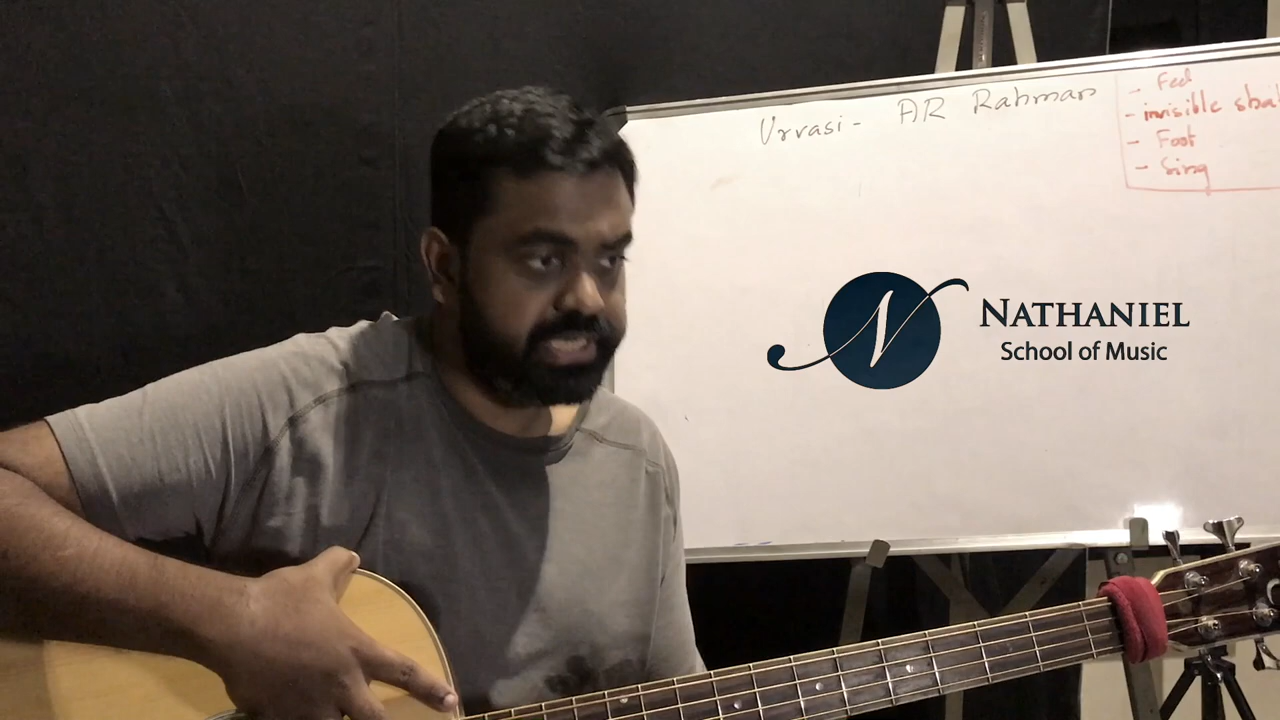 Urvasi - AR Rahman
- Feel
- invisible
- Foot
- Sing
N
NATHANIEL
School of Music